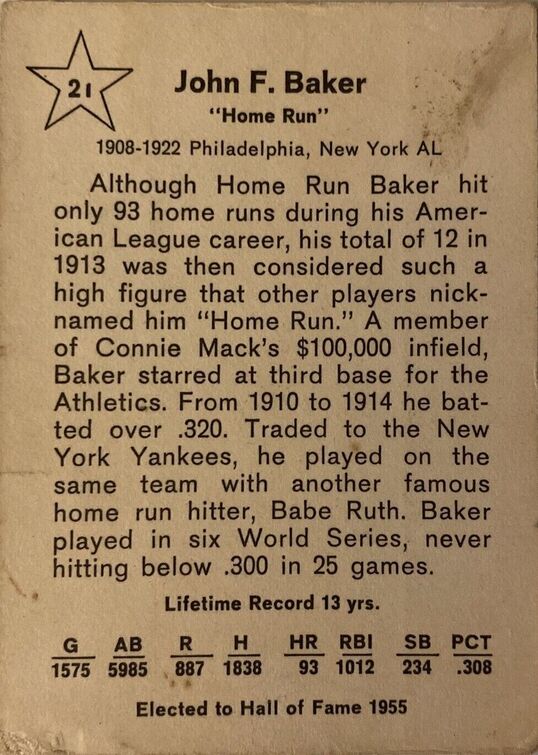 21
John F. Baker
"Home Run"
1908-1922 Philadelphia, New York AL
Although Home Run Baker hit
only 93 home runs during his Amer-
ican League career, his total of 12 in
1913 was then considered such a
high figure that other players nick-
named him "Home Run." A member
of Connie Mack's $100,000 infield,
Baker starred at third base for the
Athletics. From 1910 to 1914 he bat-
ted over .320. Traded to the New
York Yankees, he played on the
same team with another famous
home run hitter, Babe Ruth. Baker
played in six World Series, never
hitting below .300 in 25 games.
Lifetime Record 13 yrs.
G AB R H HR RBI SB PCT
1575 5985 887 1838 93 1012 234 .308
Elected to Hall of Fame 1955